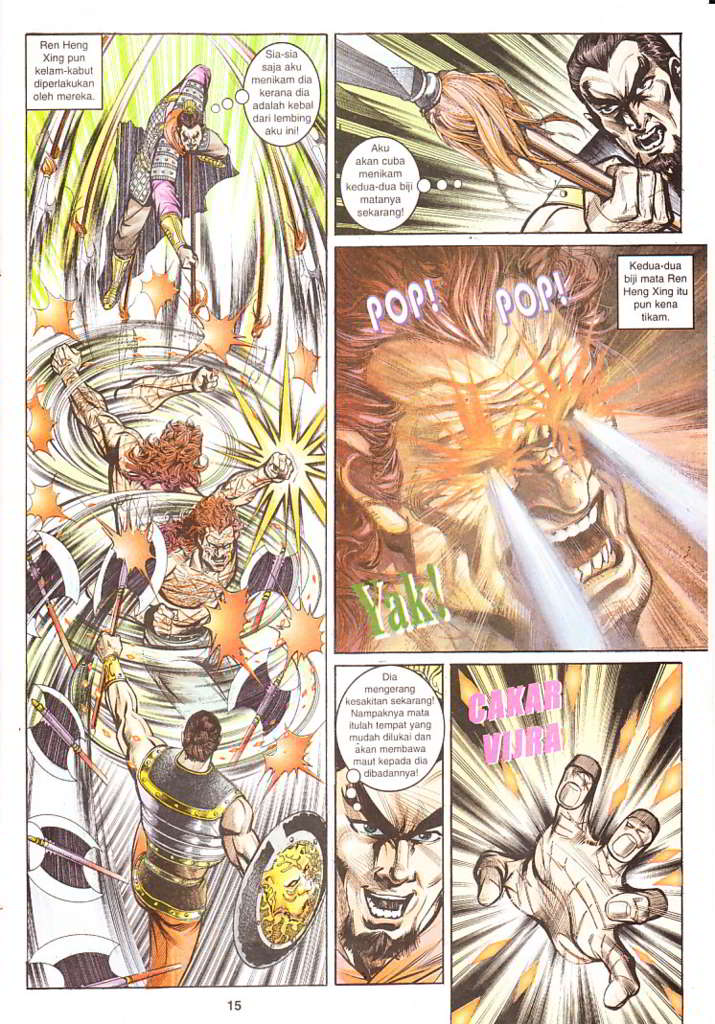 Ren Heng
Xing pun
kelam-kabut
diperlakukan
oleh mereka.
Sia-sia
saja aku
menikam dia
kerana dia
adalah kebal
dari lembing
aku ini!
Aku
akan cuba
menikam
kedua-dua biji
matanya
sekarang!
Kedua-dua
biji mata Ren
Heng Xing itu
pun kena
tikam.
POP! POP!
Yak!
Dia
mengerang
kesakitan sekarang!
Nampaknya mata
itulah tempat yang
mudah dilukai dan
akan membawa
maut kepada dia
dibadannya!
CAKAR
VIJRA
15